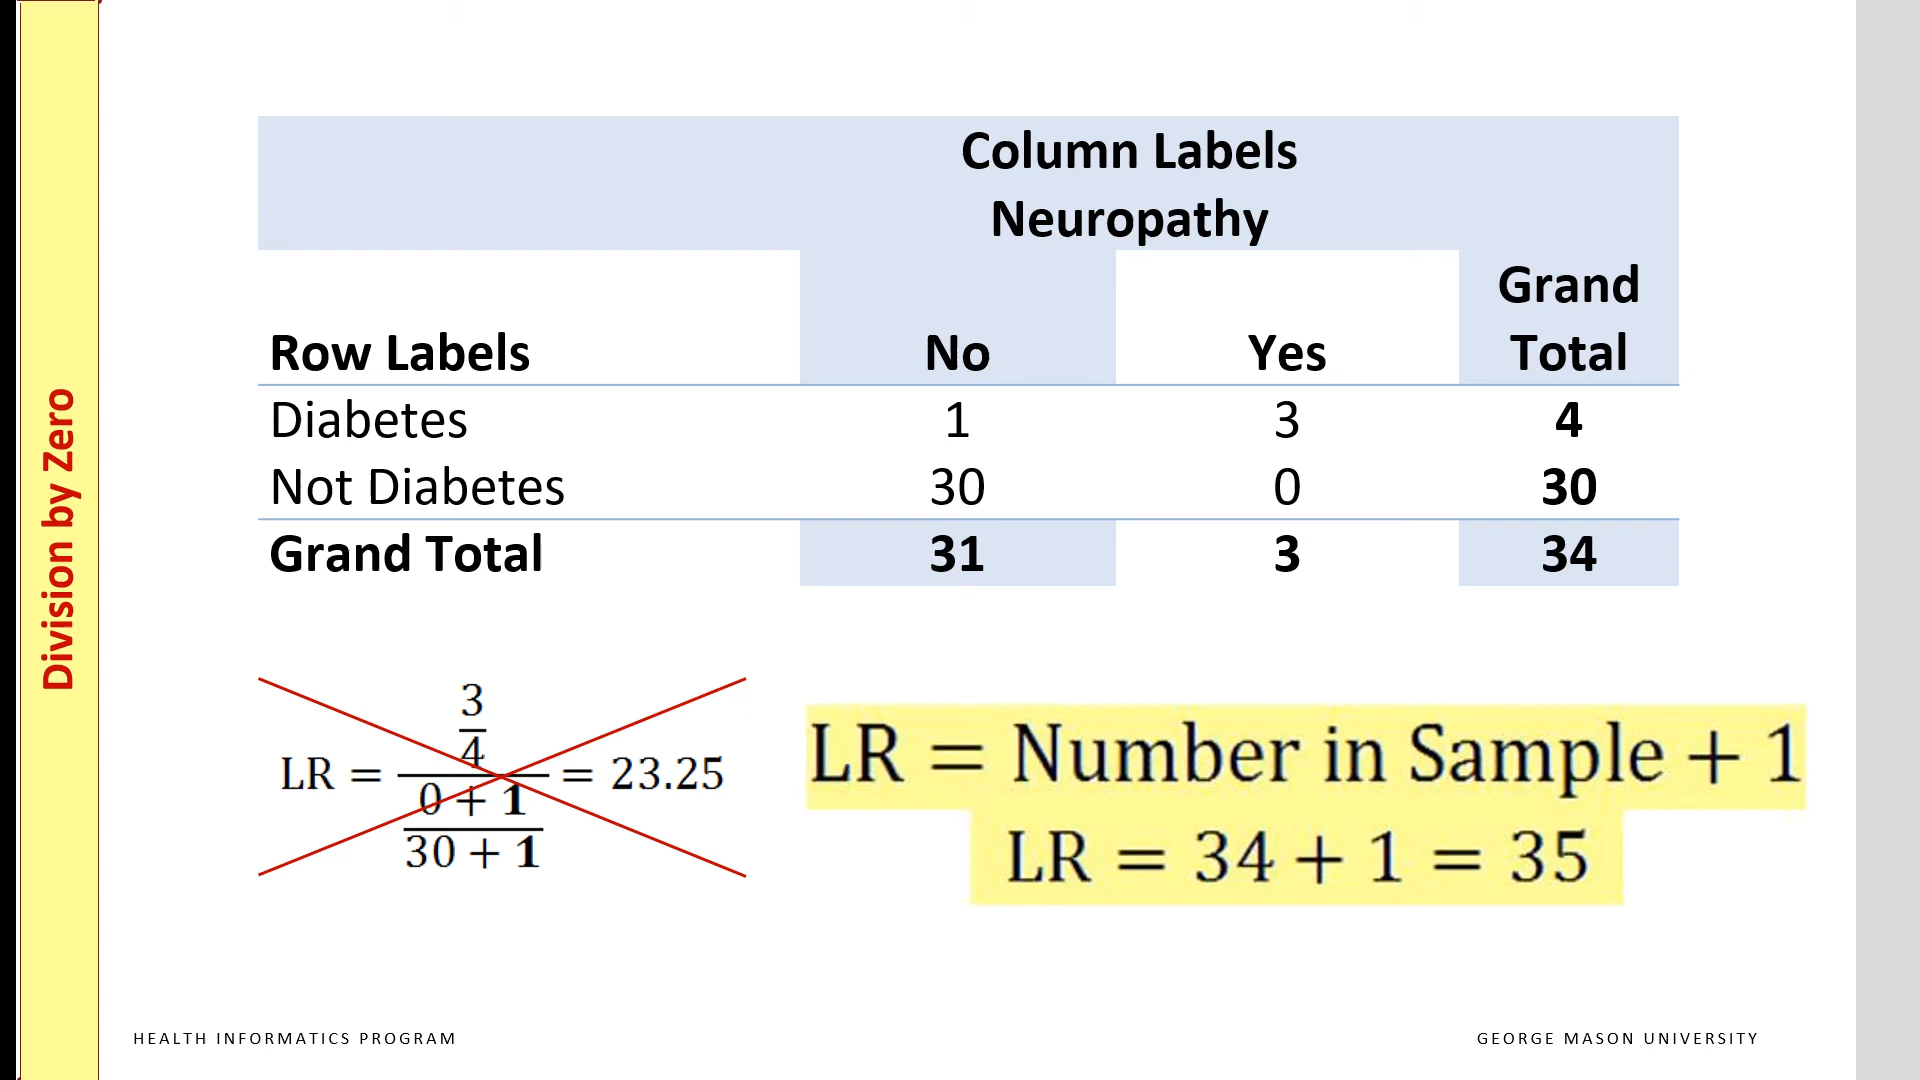 Division by Zero
Column Labels
Neuropathy
Row Labels No Yes Grand Total
Diabetes 1 3 4
Not Diabetes 30 0 30
Grand Total 31 3 34
LR = (3/4) / ((0 + 1)/(30 + 1)) = 23.25
LR = Number in Sample + 1
LR = 34 + 1 = 35
HEALTH INFORMATICS PROGRAM
GEORGE MASON UNIVERSITY